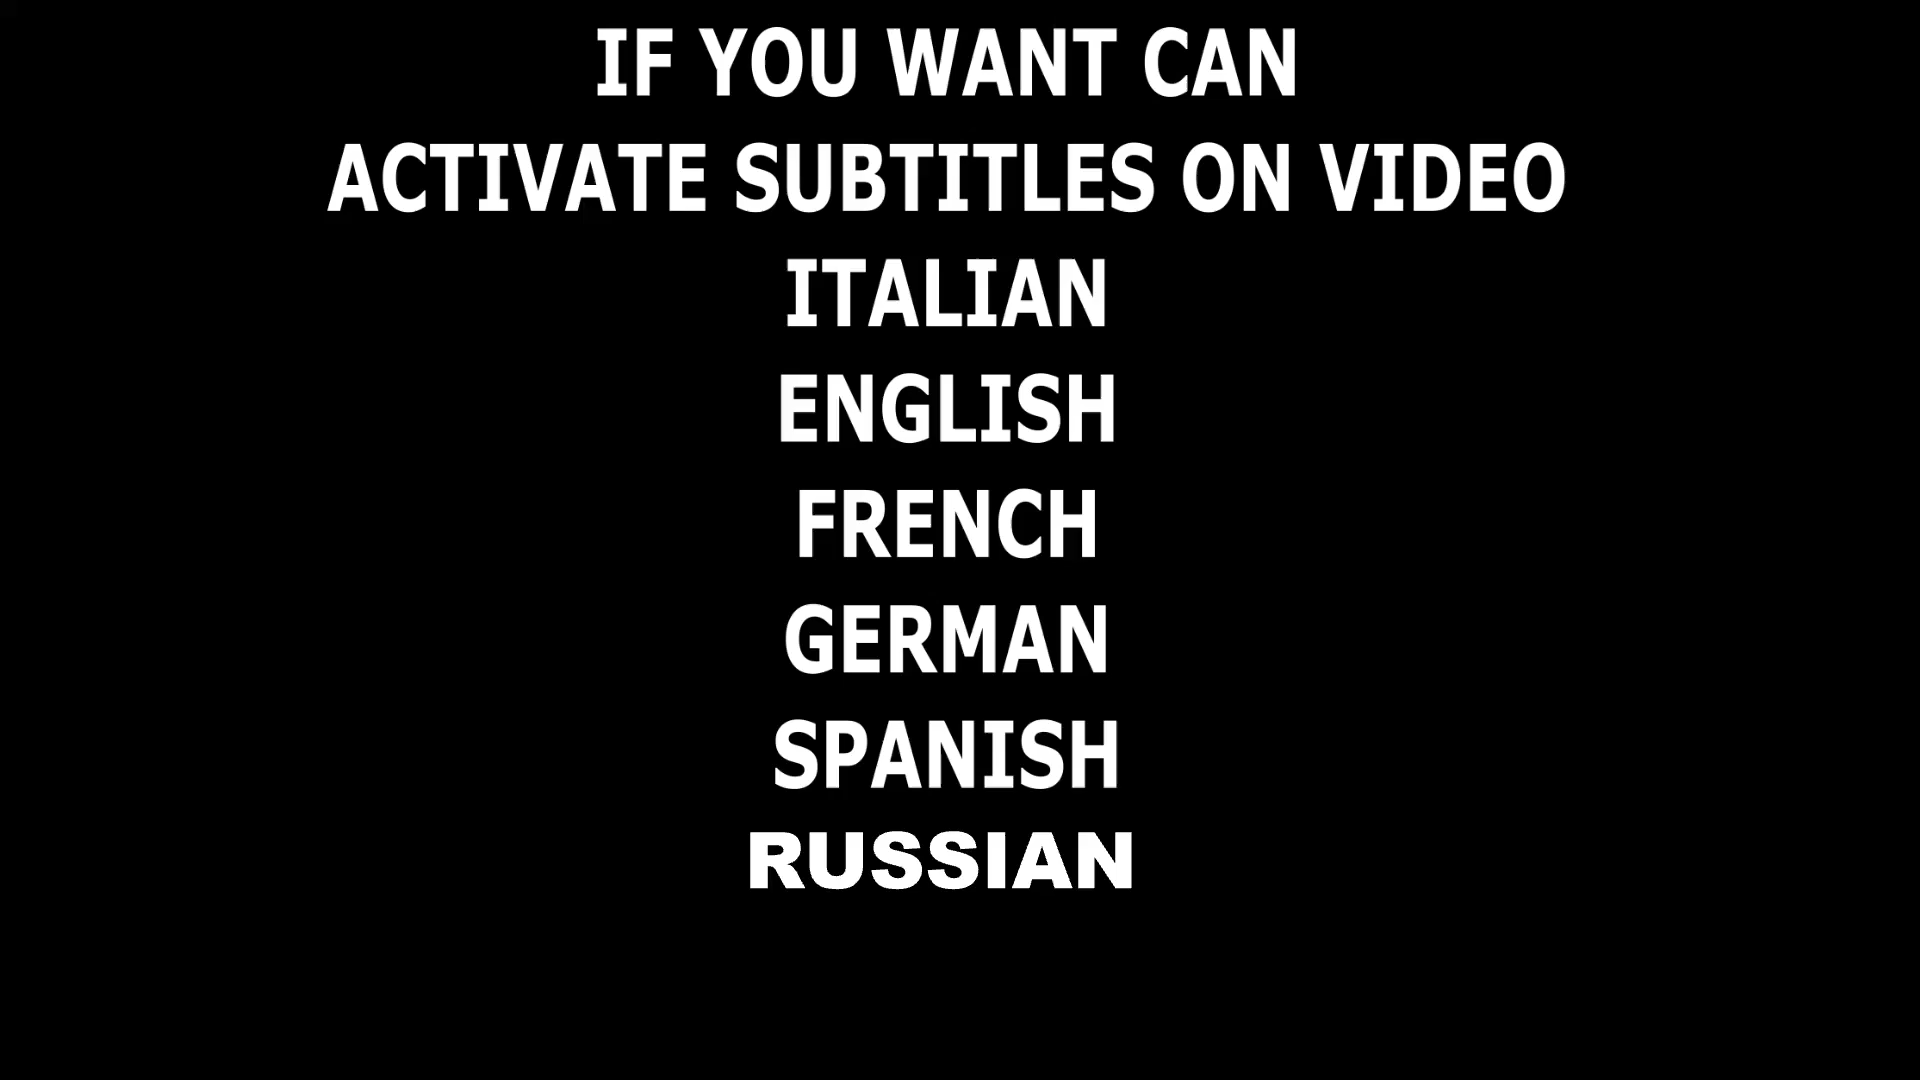 IF YOU WANT CAN
ACTIVATE SUBTITLES ON VIDEO
ITALIAN
ENGLISH
FRENCH
GERMAN
SPANISH
RUSSIAN